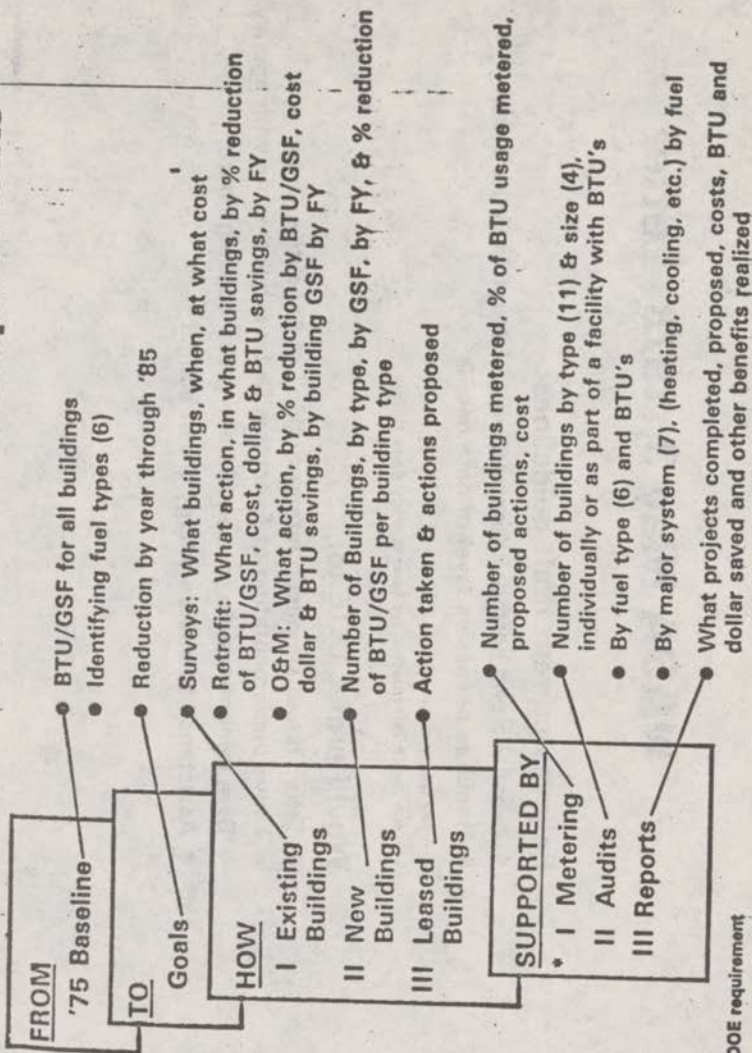 FROM
'75 Baseline
BTU/GSF for all buildings
Identifying fuel types (6)
TO
Goals
Reduction by year through '85
HOW
I Existing
Buildings
Surveys: What buildings, when, at what cost
Retrofit: What action, in what buildings, by % reduction
of BTU/GSF, cost, dollar & BTU savings, by FY
O&M: What action, by % reduction by BTU/GSF, cost
dollar & BTU savings, by building GSF by FY
II New
Buildings
Number of Buildings, by type, by GSF, by FY, & % reduction
of BTU/GSF per building type
III Leased
Buildings
Action taken & actions proposed
SUPPORTED BY
* I Metering
Number of buildings metered, % of BTU usage metered,
proposed actions, cost
II Audits
Number of buildings by type (11) & size (4),
individually or as part of a facility with BTU's
By fuel type (6) and BTU's
By major system (7), (heating, cooling, etc.) by fuel
III Reports
What projects completed, proposed, costs, BTU and
dollar saved and other benefits realized
DOE requirement